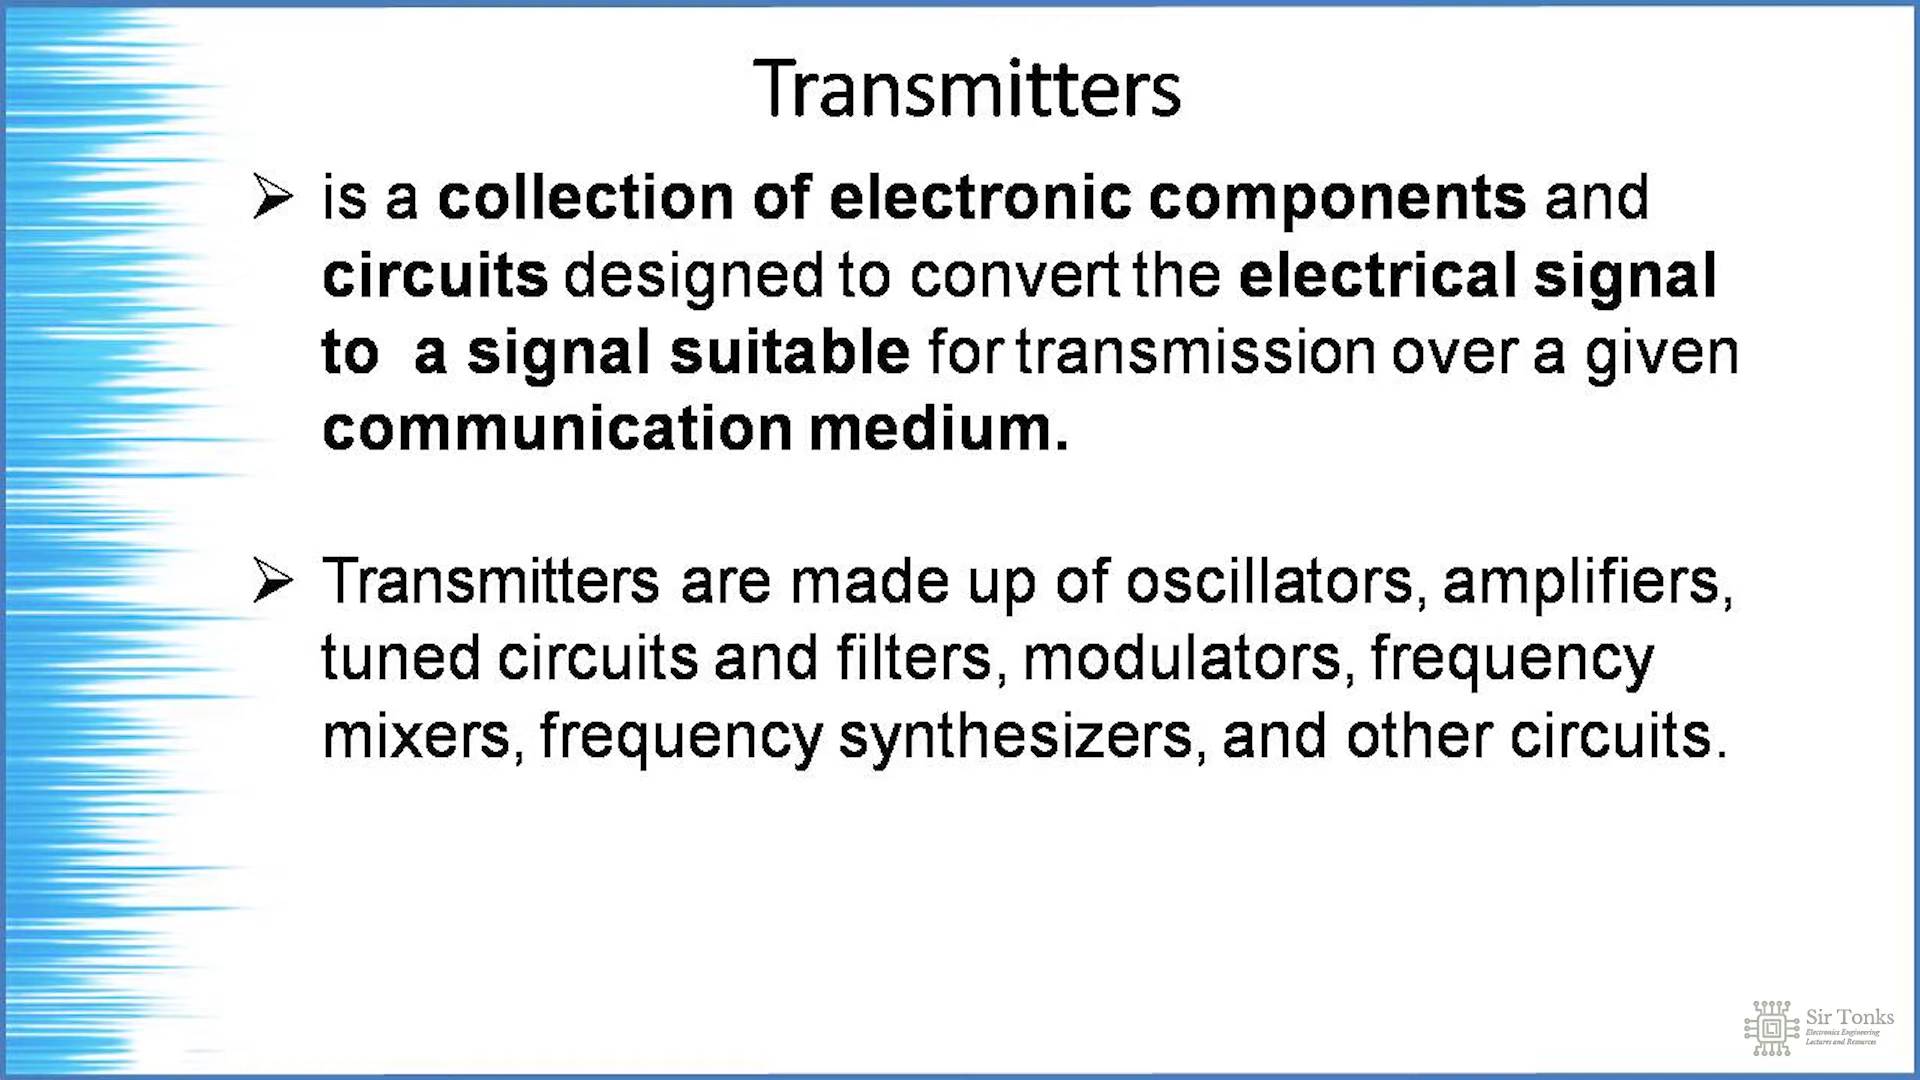 Transmitters
is a collection of electronic components and
circuits designed to convert the electrical signal
to a signal suitable for transmission over a given
communication medium.
Transmitters are made up of oscillators, amplifiers,
tuned circuits and filters, modulators, frequency
mixers, frequency synthesizers, and other circuits.
Sir Tonks
Electronics Engineering
Lectures and Resources